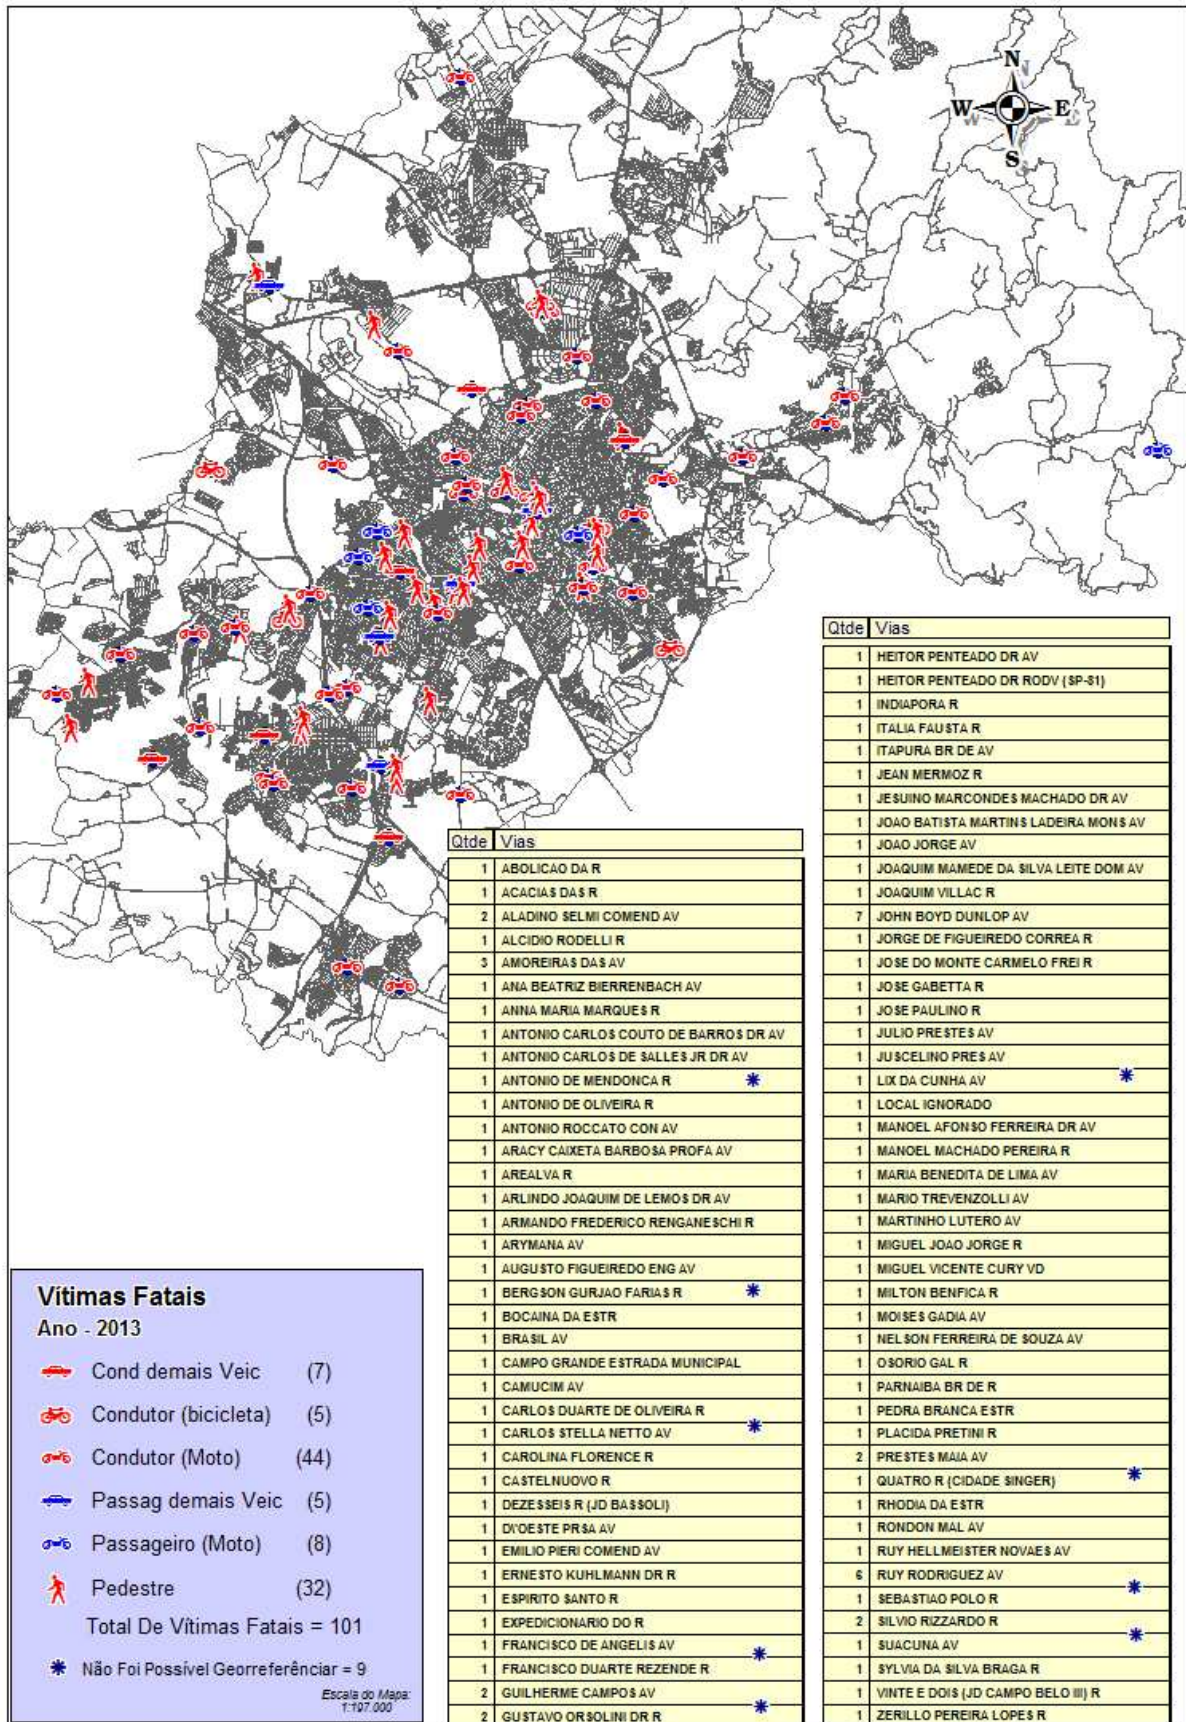 N
W E
S
Qtde Vias
1 HEITOR PENTEADO DR AV
1 HEITOR PENTEADO DR RODV (SP-81)
1 INDIAPORA R
1 ITALIA FAUSTA R
1 ITAPURA BR DE AV
1 JEAN MERMOZ R
1 JESUINO MARCONDES MACHADO DR AV
1 JOAO BATISTA MARTINS LADEIRA MONS AV
1 JOAO JORGE AV
1 JOAQUIM MAMEDE DA SILVA LEITE DOM AV
1 JOAQUIM VILLAC R
7 JOHN BOYD DUNLOP AV
1 JORGE DE FIGUEIREDO CORREA R
1 JOSE DO MONTE CARMELO FREI R
1 JOSE GABETTA R
1 JOSE PAULINO R
1 JULIO PRESTES AV
1 JUSCELINO PRES AV
1 LIX DA CUNHA AV
1 LOCAL IGNORADO
1 MANOEL AFONSO FERREIRA DR AV
1 MANOEL MACHADO PEREIRA R
1 MARIA BENEDITA DE LIMA AV
1 MARIO TREVENZOLLI AV
1 MARTINHO LUTERO AV
1 MIGUEL JOAO JORGE R
1 MIGUEL VICENTE CURY VD
1 MILTON BENFICA R
1 MOISES GADIA AV
1 NELSON FERREIRA DE SOUZA AV
1 OSORIO GAL R
1 PARNAIBA BR DE R
1 PEDRA BRANCA ESTR
1 PLACIDA PRETINI R
2 PRESTES MAIA AV
1 QUATRO R (CIDADE SINGER)
1 RHODIA DA ESTR
1 RONDON MAL AV
1 RUY HELLMEISTER NOVAES AV
6 RUY RODRIGUEZ AV
1 SEBASTIAO POLO R
2 SILVIO RIZZARDO R
1 SUACUNA AV
1 SYLVIA DA SILVA BRAGA R
1 VINTE E DOIS (JD CAMPO BELO III) R
1 ZERILLO PEREIRA LOPES R
Qtde Vias
1 ABOLICAO DA R
1 ACACIAS DAS R
2 ALADINO SELMI COMEND AV
1 ALCIDIO RODELLI R
3 AMOREIRAS DAS AV
1 ANA BEATRIZ BIERRENBACH AV
1 ANNA MARIA MARQUES R
1 ANTONIO CARLOS COUTO DE BARROS DR AV
1 ANTONIO CARLOS DE SALLES JR DR AV
1 ANTONIO DE MENDONCA R
1 ANTONIO DE OLIVEIRA R
1 ANTONIO ROCCATO CON AV
1 ARACY CAIXETA BARBOSA PROFA AV
1 AREALVA R
1 ARLINDO JOAQUIM DE LEMOS DR AV
1 ARMANDO FREDERICO RENGANESCHI R
1 ARYMANA AV
1 AUGUSTO FIGUEIREDO ENG AV
1 BERGSON GURJAO FARIAS R
1 BOCAINA DA ESTR
1 BRASIL AV
1 CAMPO GRANDE ESTRADA MUNICIPAL
1 CAMUCIM AV
1 CARLOS DUARTE DE OLIVEIRA R
1 CARLOS STELLA NETTO AV
1 CAROLINA FLORENCE R
1 CASTELNUOVO R
1 DEZESSEIS R (JD BASSOLI)
1 DI'OESTE PRSA AV
1 EMILIO PIERI COMEND AV
1 ERNESTO KUHLMANN DR R
1 ESPIRITO SANTO R
1 EXPEDICIONARIO DO R
1 FRANCISCO DE ANGELIS AV
1 FRANCISCO DUARTE REZENDE R
2 GUILHERME CAMPOS AV
2 GUSTAVO ORSOLINI DR R
Vítimas Fatais
Ano - 2013
Cond demais Veic (7)
Condutor (bicicleta) (5)
Condutor (Moto) (44)
Passag demais Veic (5)
Passageiro (Moto) (8)
Pedestre (32)
Total De Vítimas Fatais = 101
Não Foi Possível Georreferênciar = 9
Escala do Mapa:
1:197.000